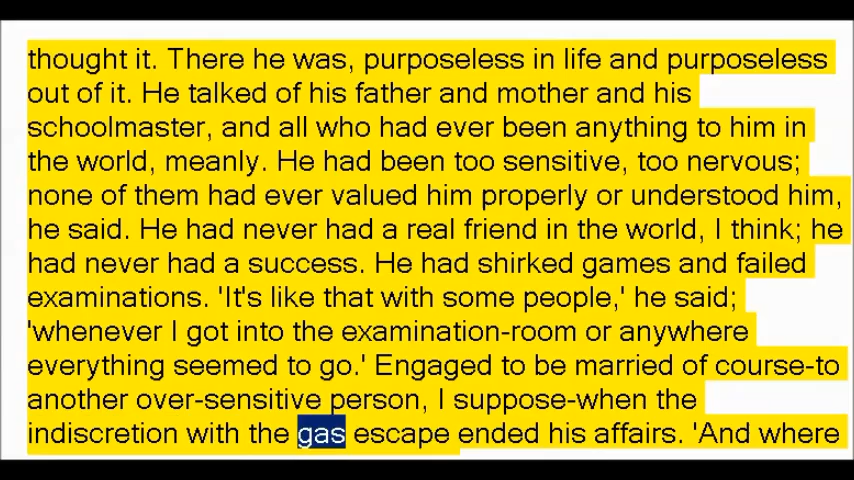 thought it. There he was, purposeless in life and purposeless
out of it. He talked of his father and mother and his
schoolmaster, and all who had ever been anything to him in
the world, meanly. He had been too sensitive, too nervous;
none of them had ever valued him properly or understood him,
he said. He had never had a real friend in the world, I think; he
had never had a success. He had shirked games and failed
examinations. 'It's like that with some people,' he said;
'whenever I got into the examination-room or anywhere
everything seemed to go.' Engaged to be married of course-to
another over-sensitive person, I suppose-when the
indiscretion with the gas escape ended his affairs. 'And where